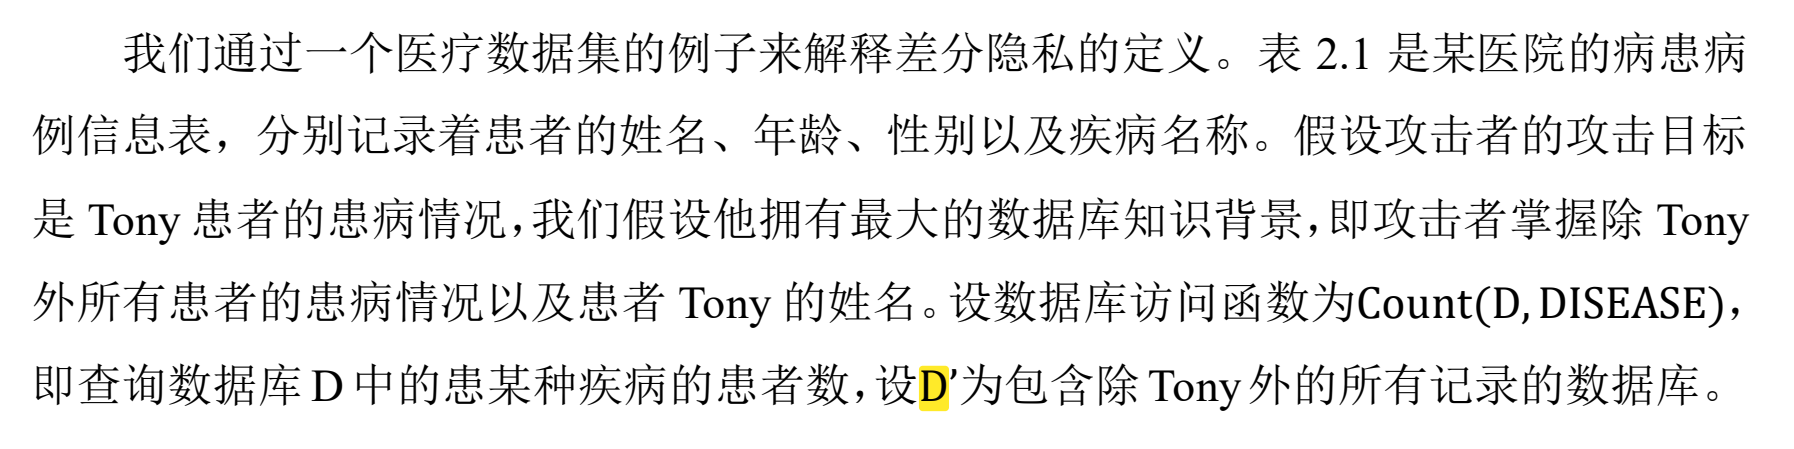 我们通过一个医疗数据集的例子来解释差分隐私的定义。表 2.1 是某医院的病患病
例信息表，分别记录着患者的姓名、年龄、性别以及疾病名称。假设攻击者的攻击目标
是 Tony 患者的患病情况，我们假设他拥有最大的数据库知识背景，即攻击者掌握除 Tony
外所有患者的患病情况以及患者 Tony 的姓名。设数据库访问函数为Count(D, DISEASE)，
即查询数据库 D 中的患某种疾病的患者数，设D’为包含除 Tony 外的所有记录的数据库。